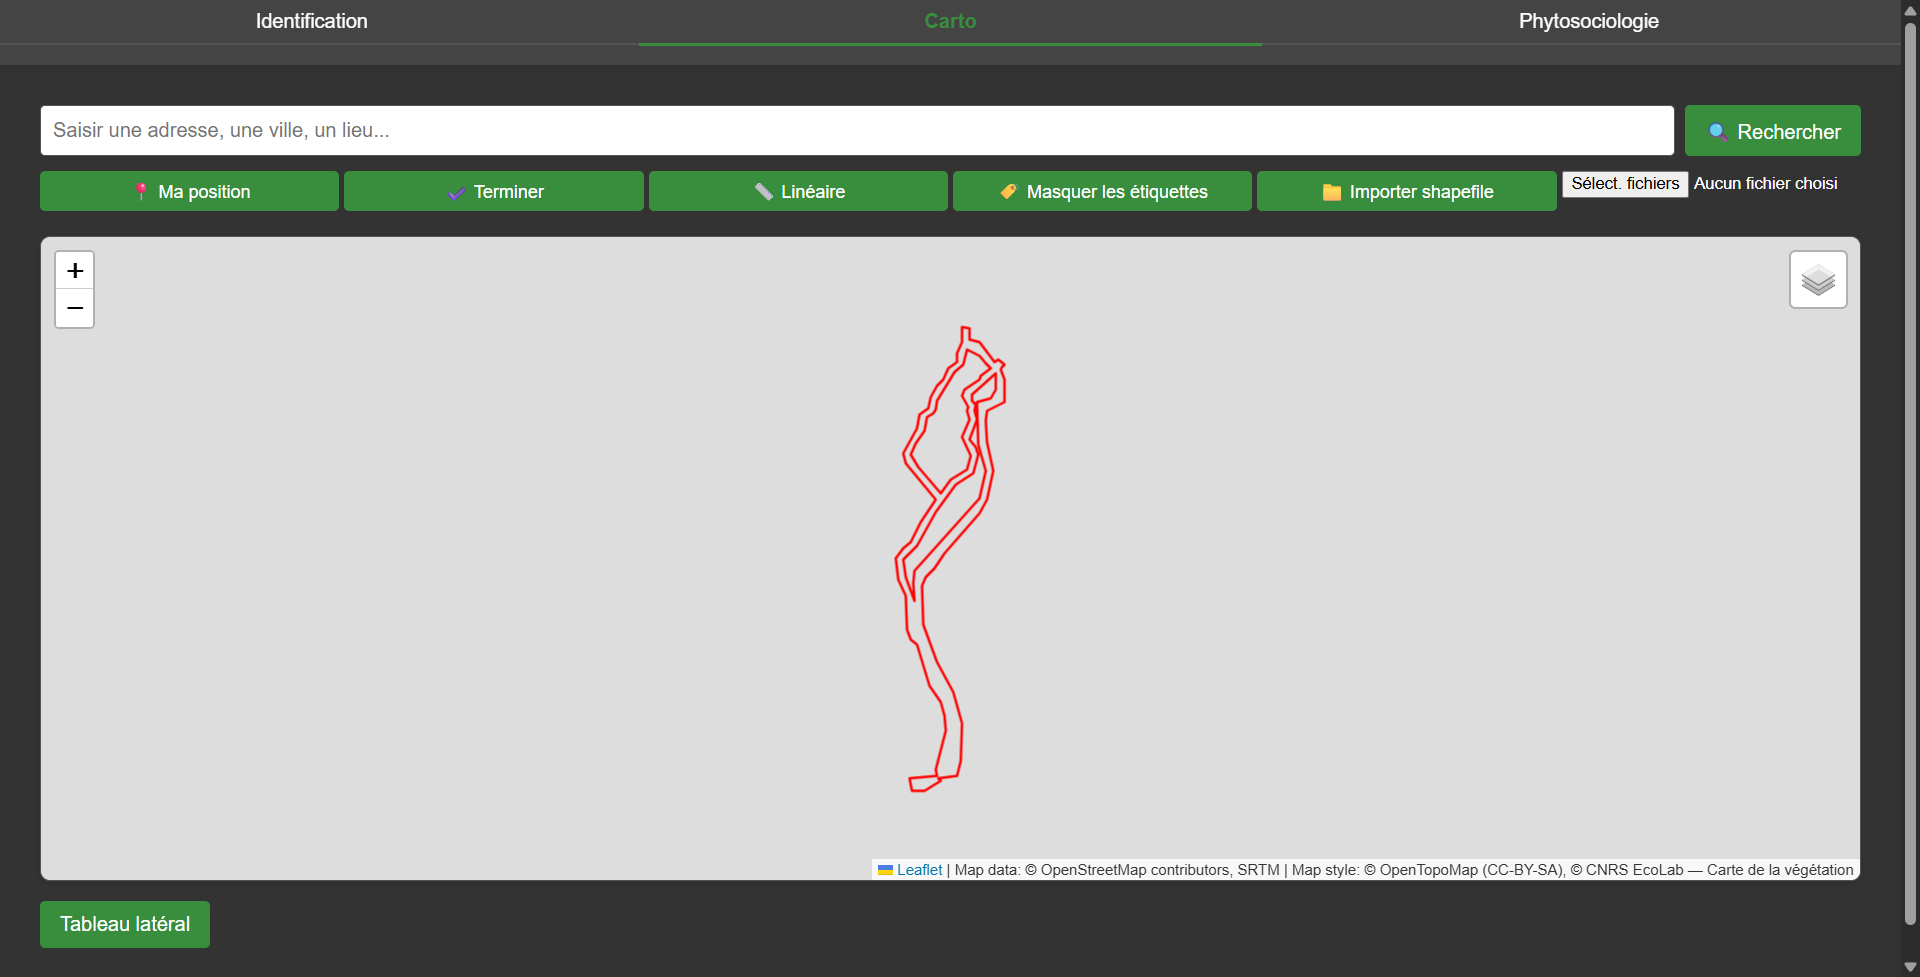 Identification
Carto
Phytosociologie
Saisir une adresse, une ville, un lieu...
Rechercher
Ma position
Terminer
Linéaire
Masquer les étiquettes
Importer shapefile
Sélect. fichiers
Aucun fichier choisi
+
−
Leaflet | Map data: © OpenStreetMap contributors, SRTM | Map style: © OpenTopoMap (CC-BY-SA), © CNRS EcoLab — Carte de la végétation
Tableau latéral